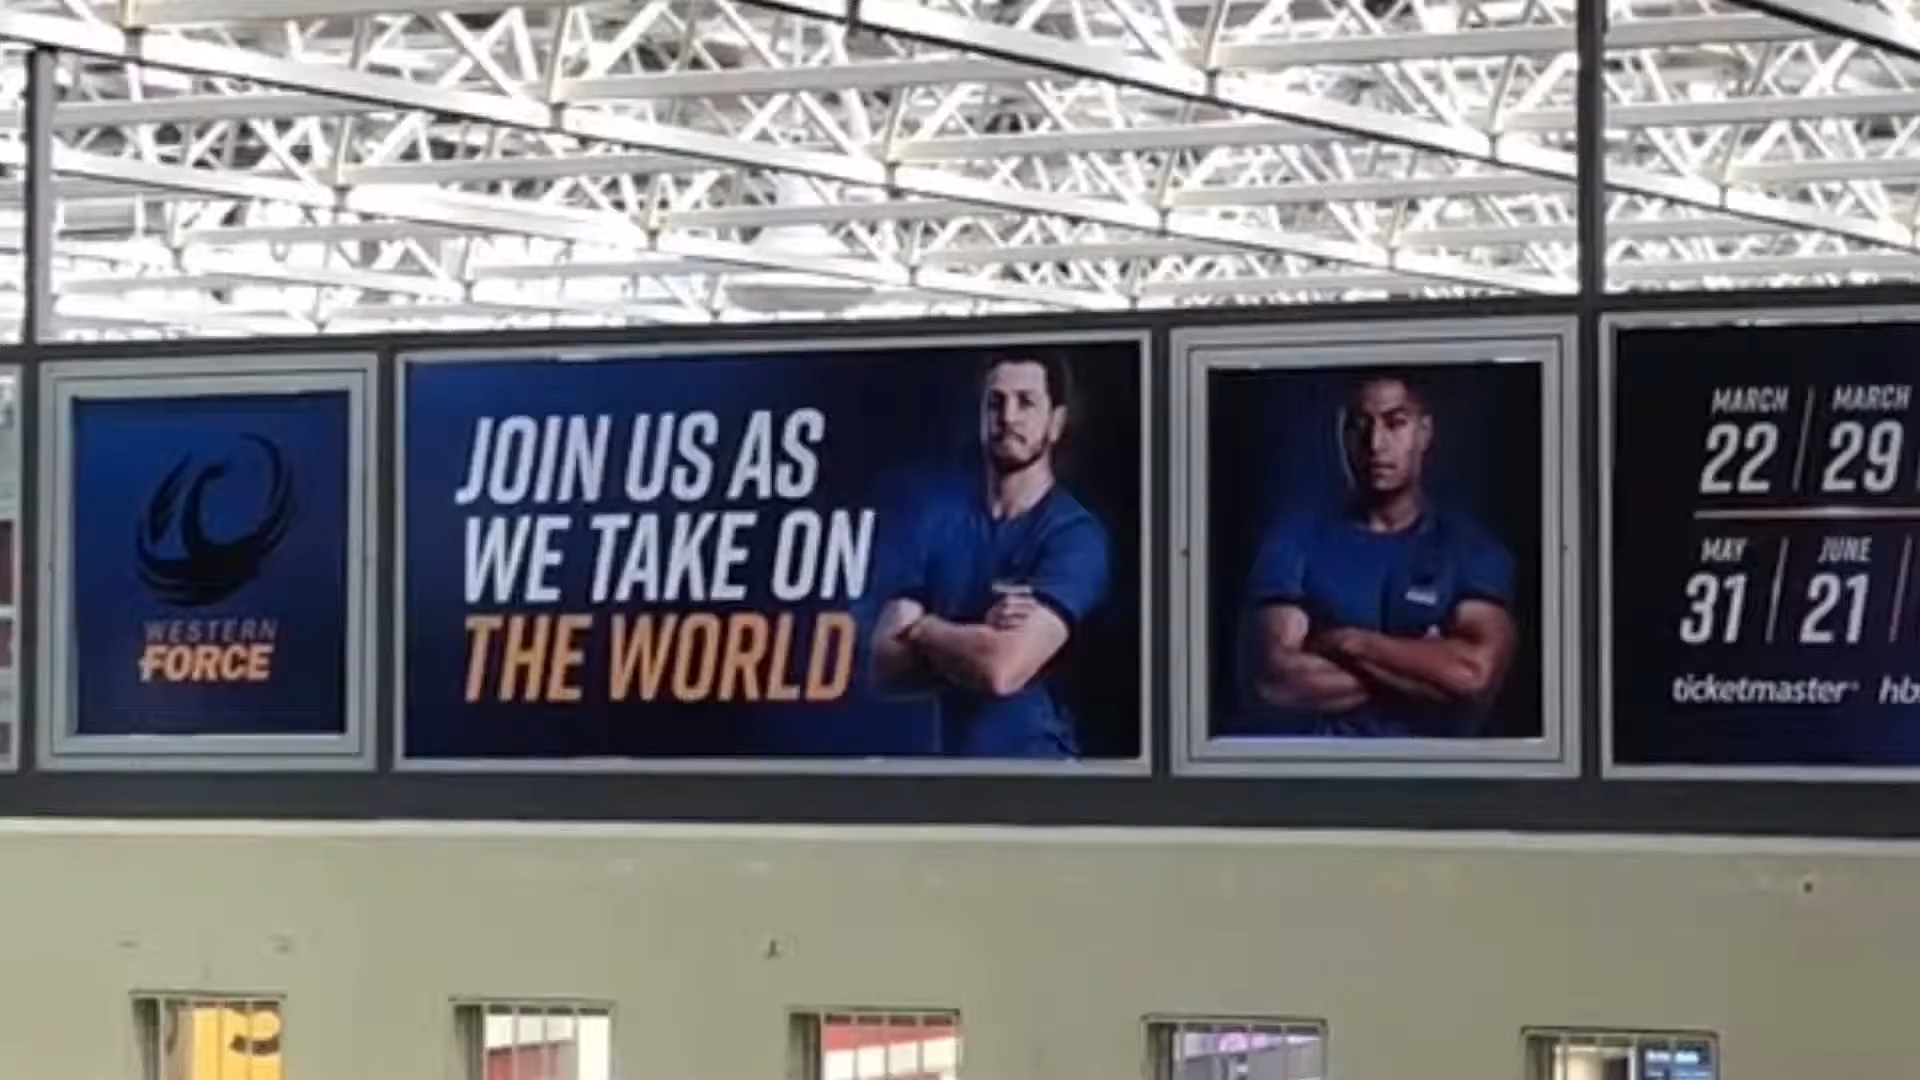 WESTERN
FORCE
JOIN US AS
WE TAKE ON
THE WORLD
MARCH MARCH
22 29
MAY JUNE
31 21
ticketmaster